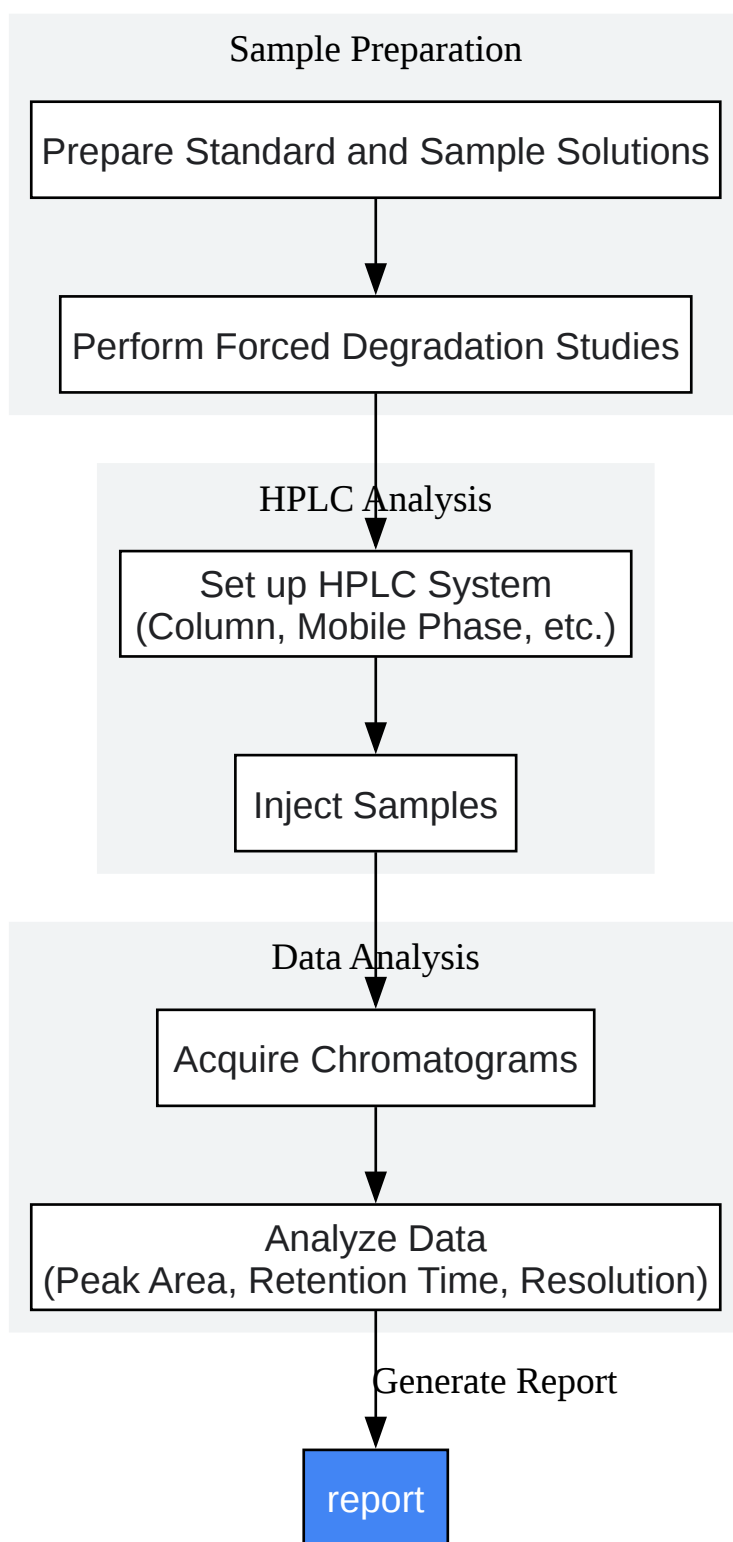 Sample Preparation
Prepare Standard and Sample Solutions
Perform Forced Degradation Studies
HPLC Analysis
Set up HPLC System
(Column, Mobile Phase, etc.)
Inject Samples
Data Analysis
Acquire Chromatograms
Analyze Data
(Peak Area, Retention Time, Resolution)
Generate Report
report